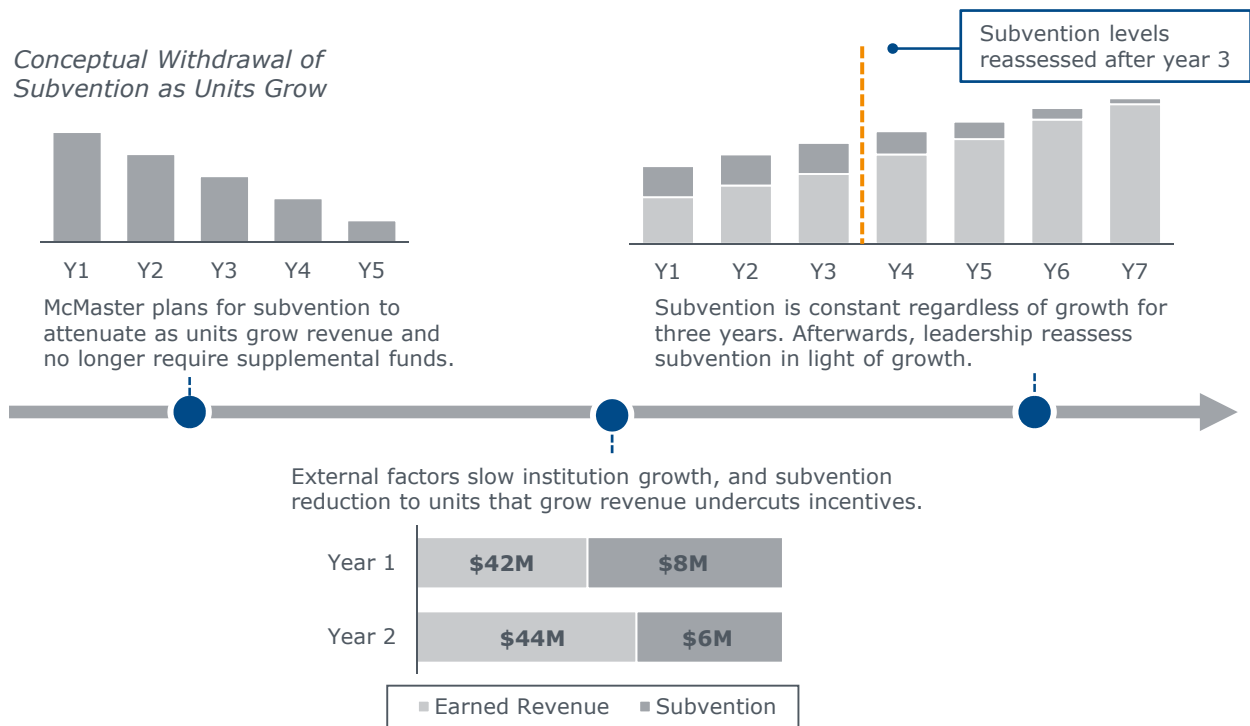 Conceptual Withdrawal of
Subvention as Units Grow
Y1 Y2 Y3 Y4 Y5
McMaster plans for subvention to
attenuate as units grow revenue and
no longer require supplemental funds.
Subvention levels
reassessed after year 3
Y1 Y2 Y3 Y4 Y5 Y6 Y7
Subvention is constant regardless of growth for
three years. Afterwards, leadership reassess
subvention in light of growth.
External factors slow institution growth, and subvention
reduction to units that grow revenue undercuts incentives.
Year 1 $42M $8M
Year 2 $44M $6M
Earned Revenue Subvention